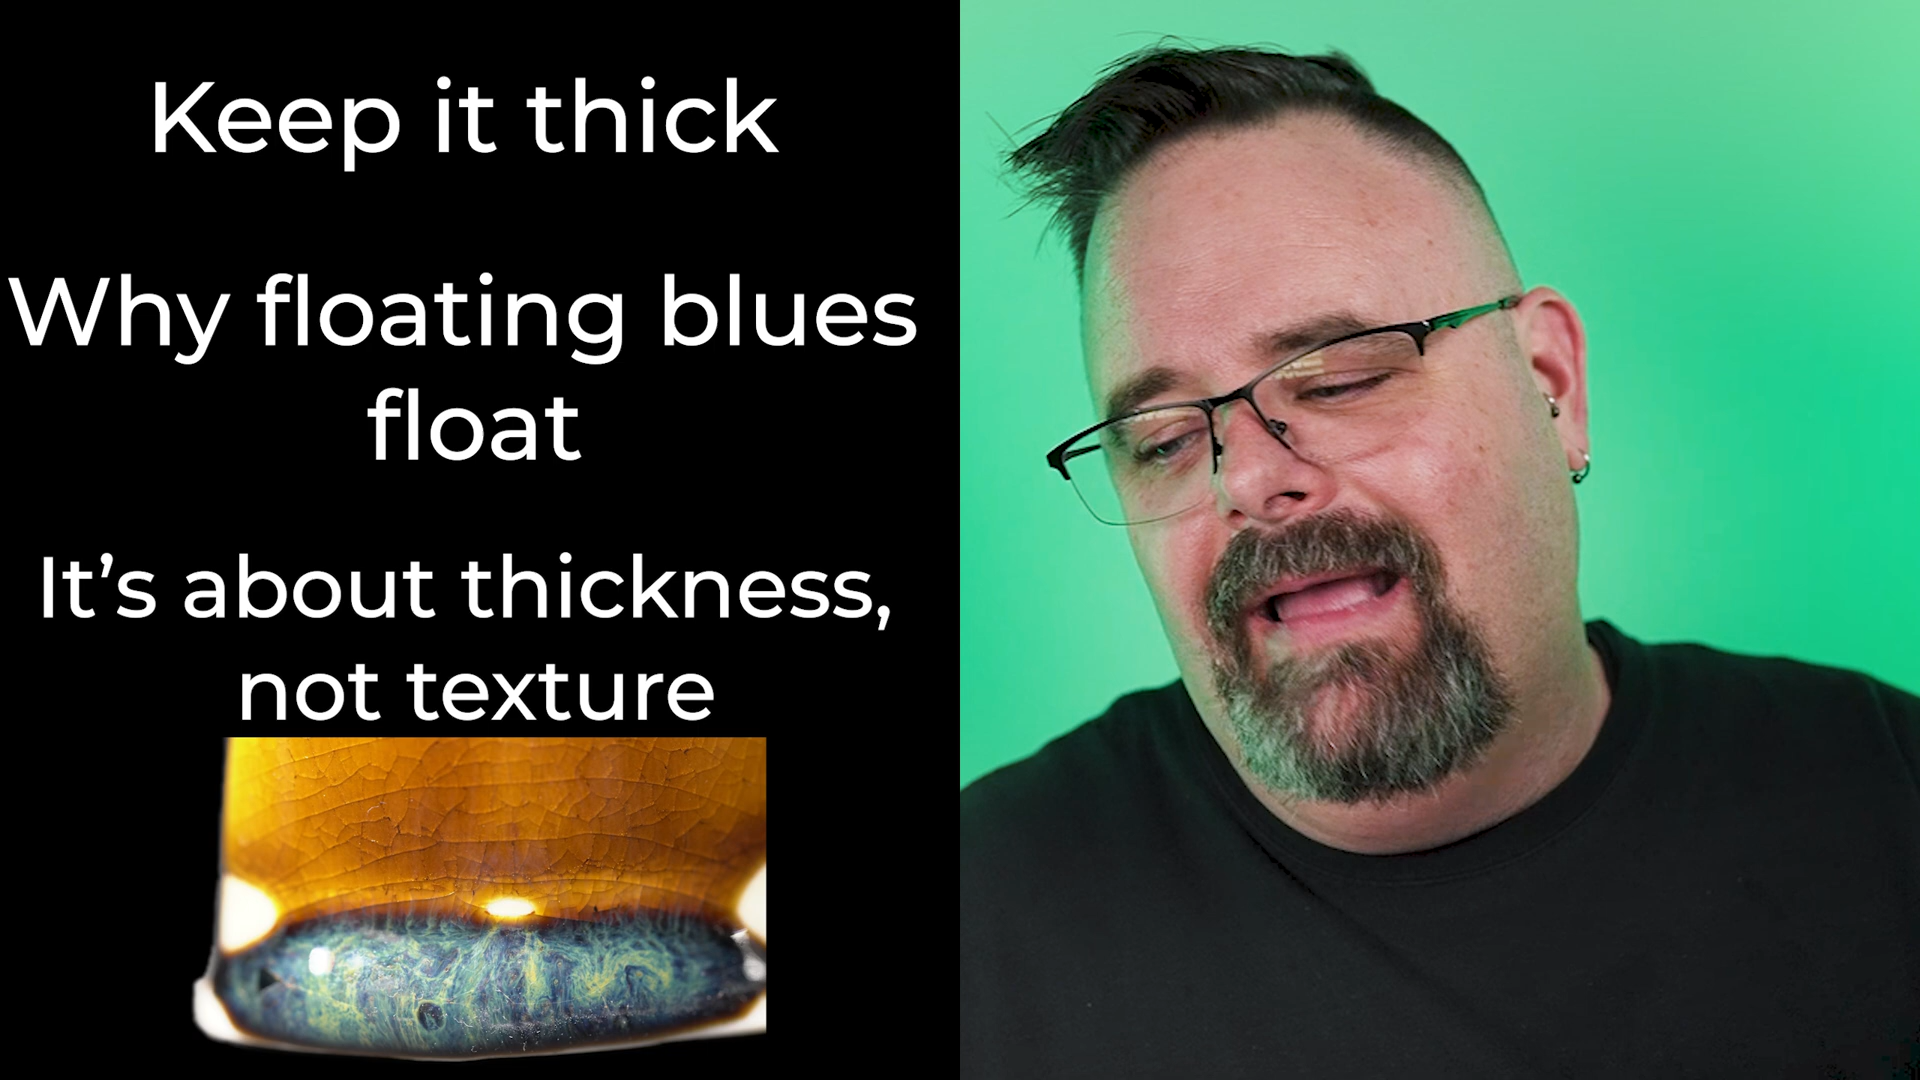 Keep it thick
Why floating blues
float
It’s about thickness,
not texture